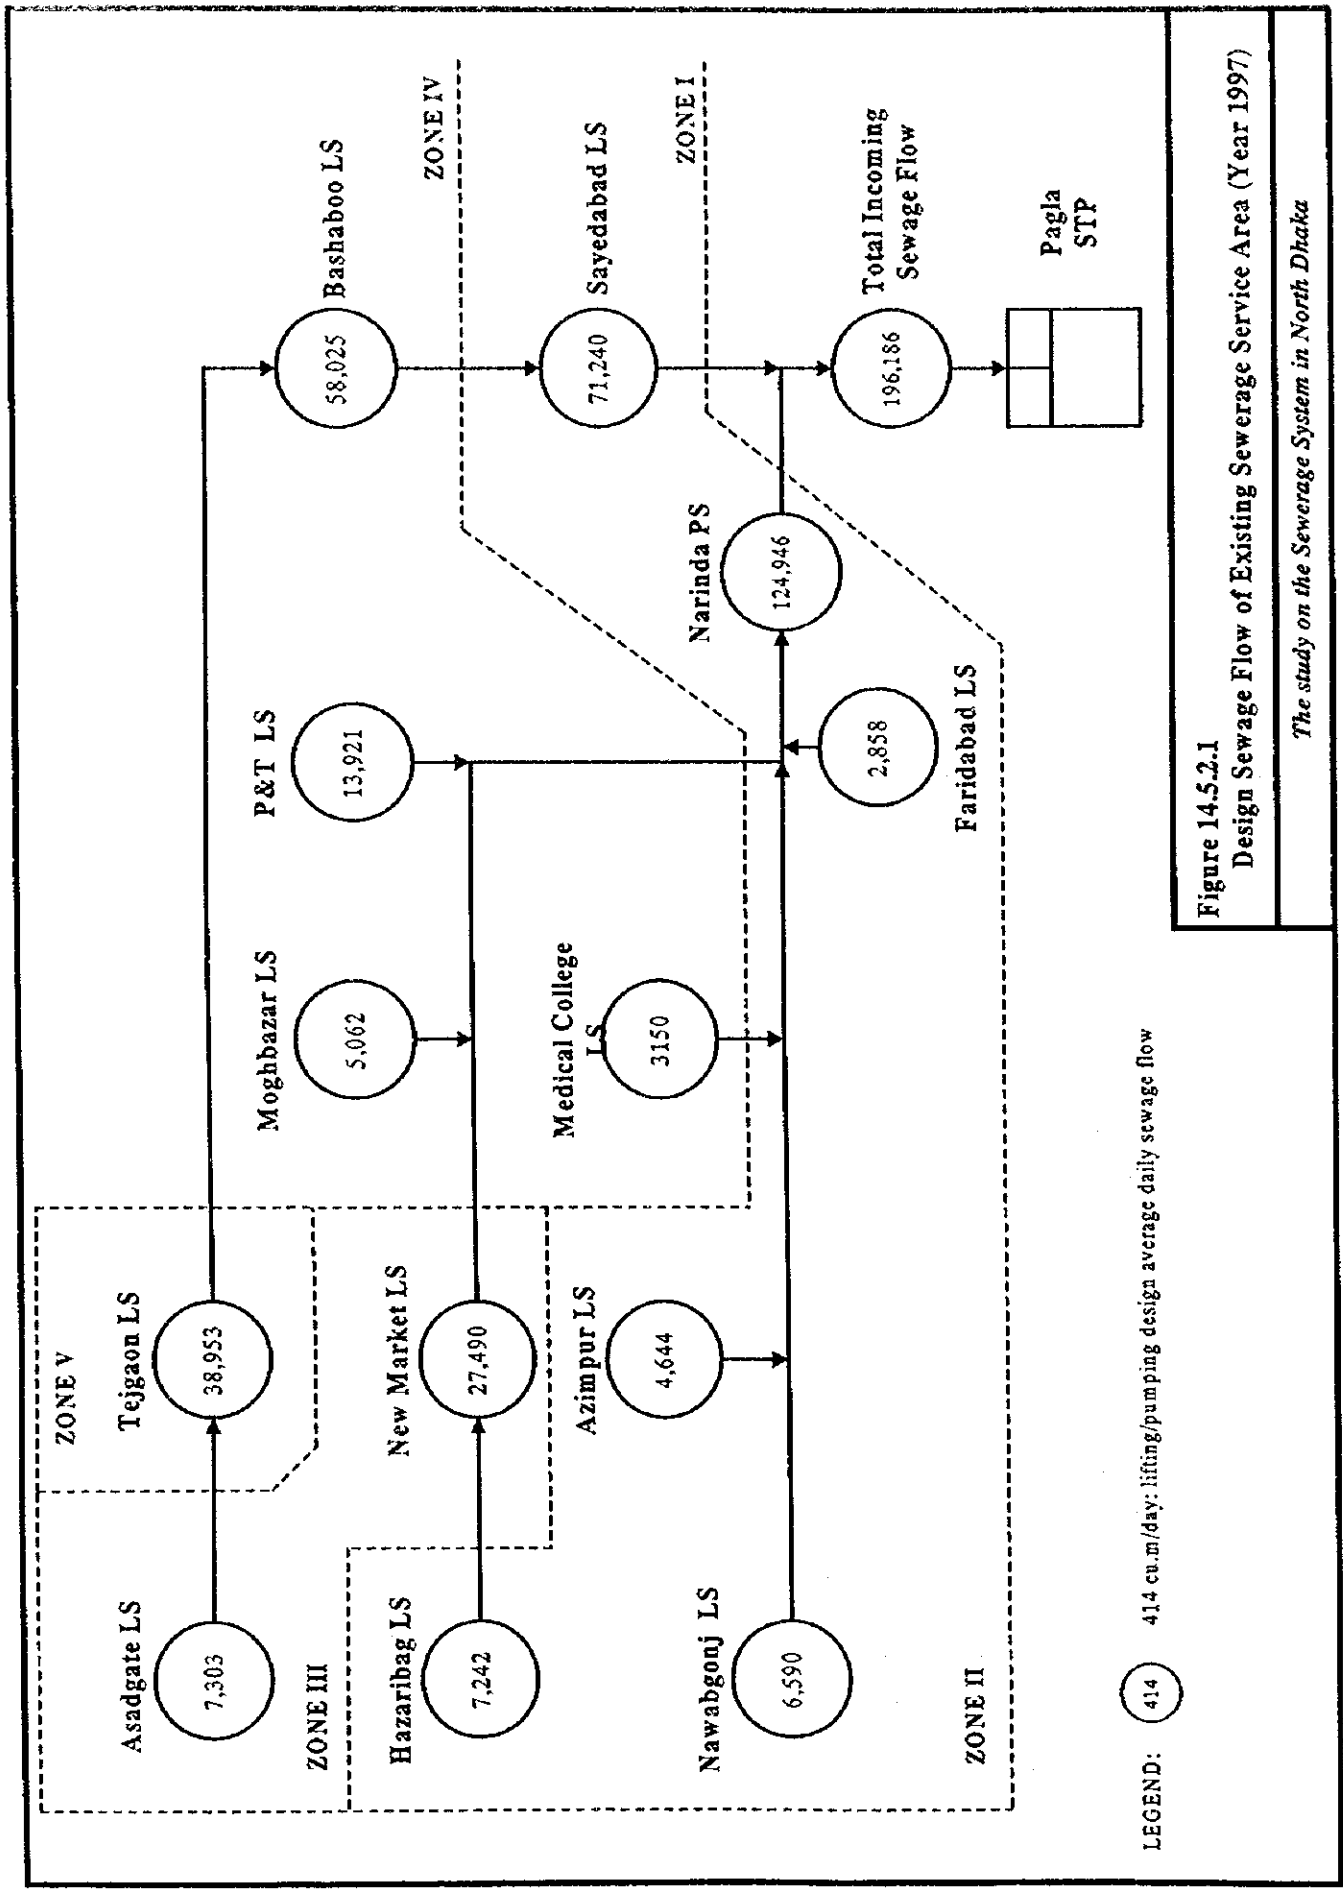 ZONE V
Tejgaon LS
38,953
Asadgate LS
7,303
ZONE III
P&T LS
13,921
Moghbazar LS
5,062
Bashaboo LS
58,025
ZONE IV
New Market LS
27,490
Hazaribag LS
7,242
Medical College
LS
3150
Azimpur LS
4,644
Sayedabad LS
71,240
ZONE I
Narinda PS
124,946
Nawabgonj LS
6,590
Total Incoming
Sewage Flow
196,186
Faridabad LS
2,858
ZONE II
Pagla
STP
LEGEND: 414 414 cu.m/day: lifting/pumping design average daily sewage flow
Figure 14.5.2.1
Design Sewage Flow of Existing Sewerage Service Area (Year 1997)
The study on the Sewerage System in North Dhaka